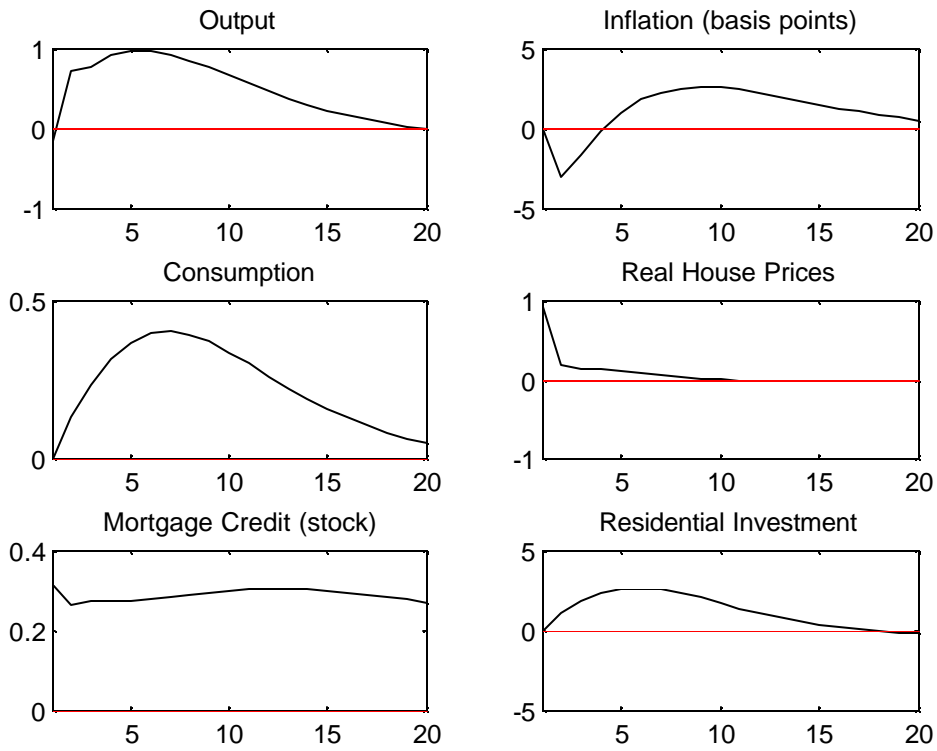 Output
1
0
-1
5 10 15 20
Inflation (basis points)
5
0
-5
5 10 15 20
Consumption
0.5
0
5 10 15 20
Real House Prices
1
0
-1
5 10 15 20
Mortgage Credit (stock)
0.4
0.2
0
5 10 15 20
Residential Investment
5
0
-5
5 10 15 20